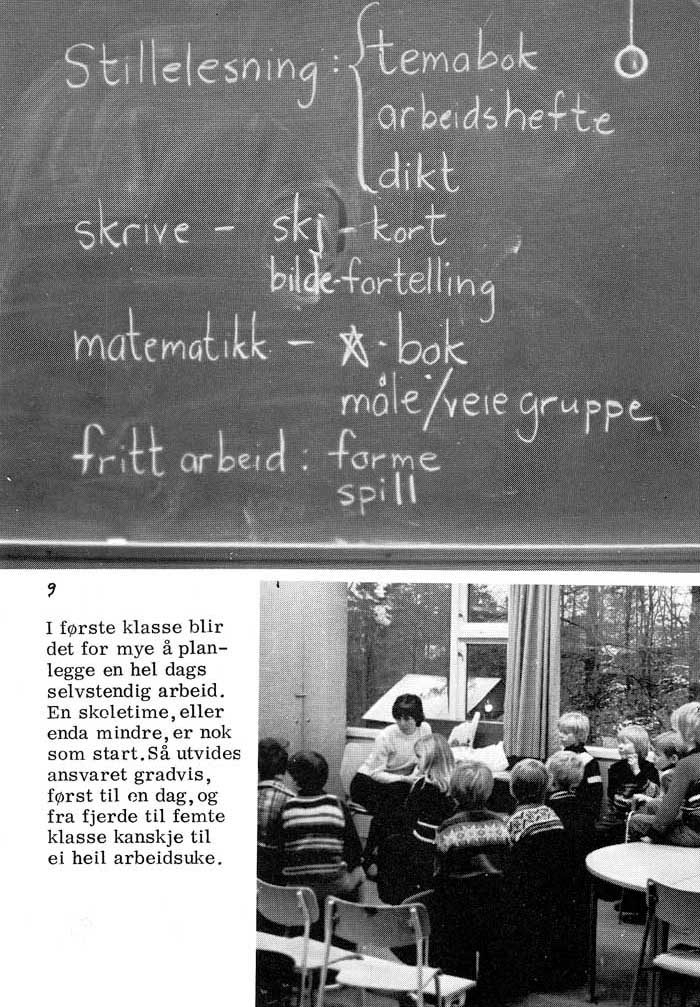 Stillelesning: { temabok
arbeidshefte
dikt
skrive - skj - kort
bilde-fortelling
matematikk - ☆ - bok
måle/veie gruppe
fritt arbeid: forme
spill
9
I første klasse blir
det for mye å plan-
legge en hel dags
selvstendig arbeid.
En skoletime, eller
enda mindre, er nok
som start. Så utvides
ansvaret gradvis,
først til en dag, og
fra fjerde til femte
klasse kanskje til
ei heil arbeidsuke.